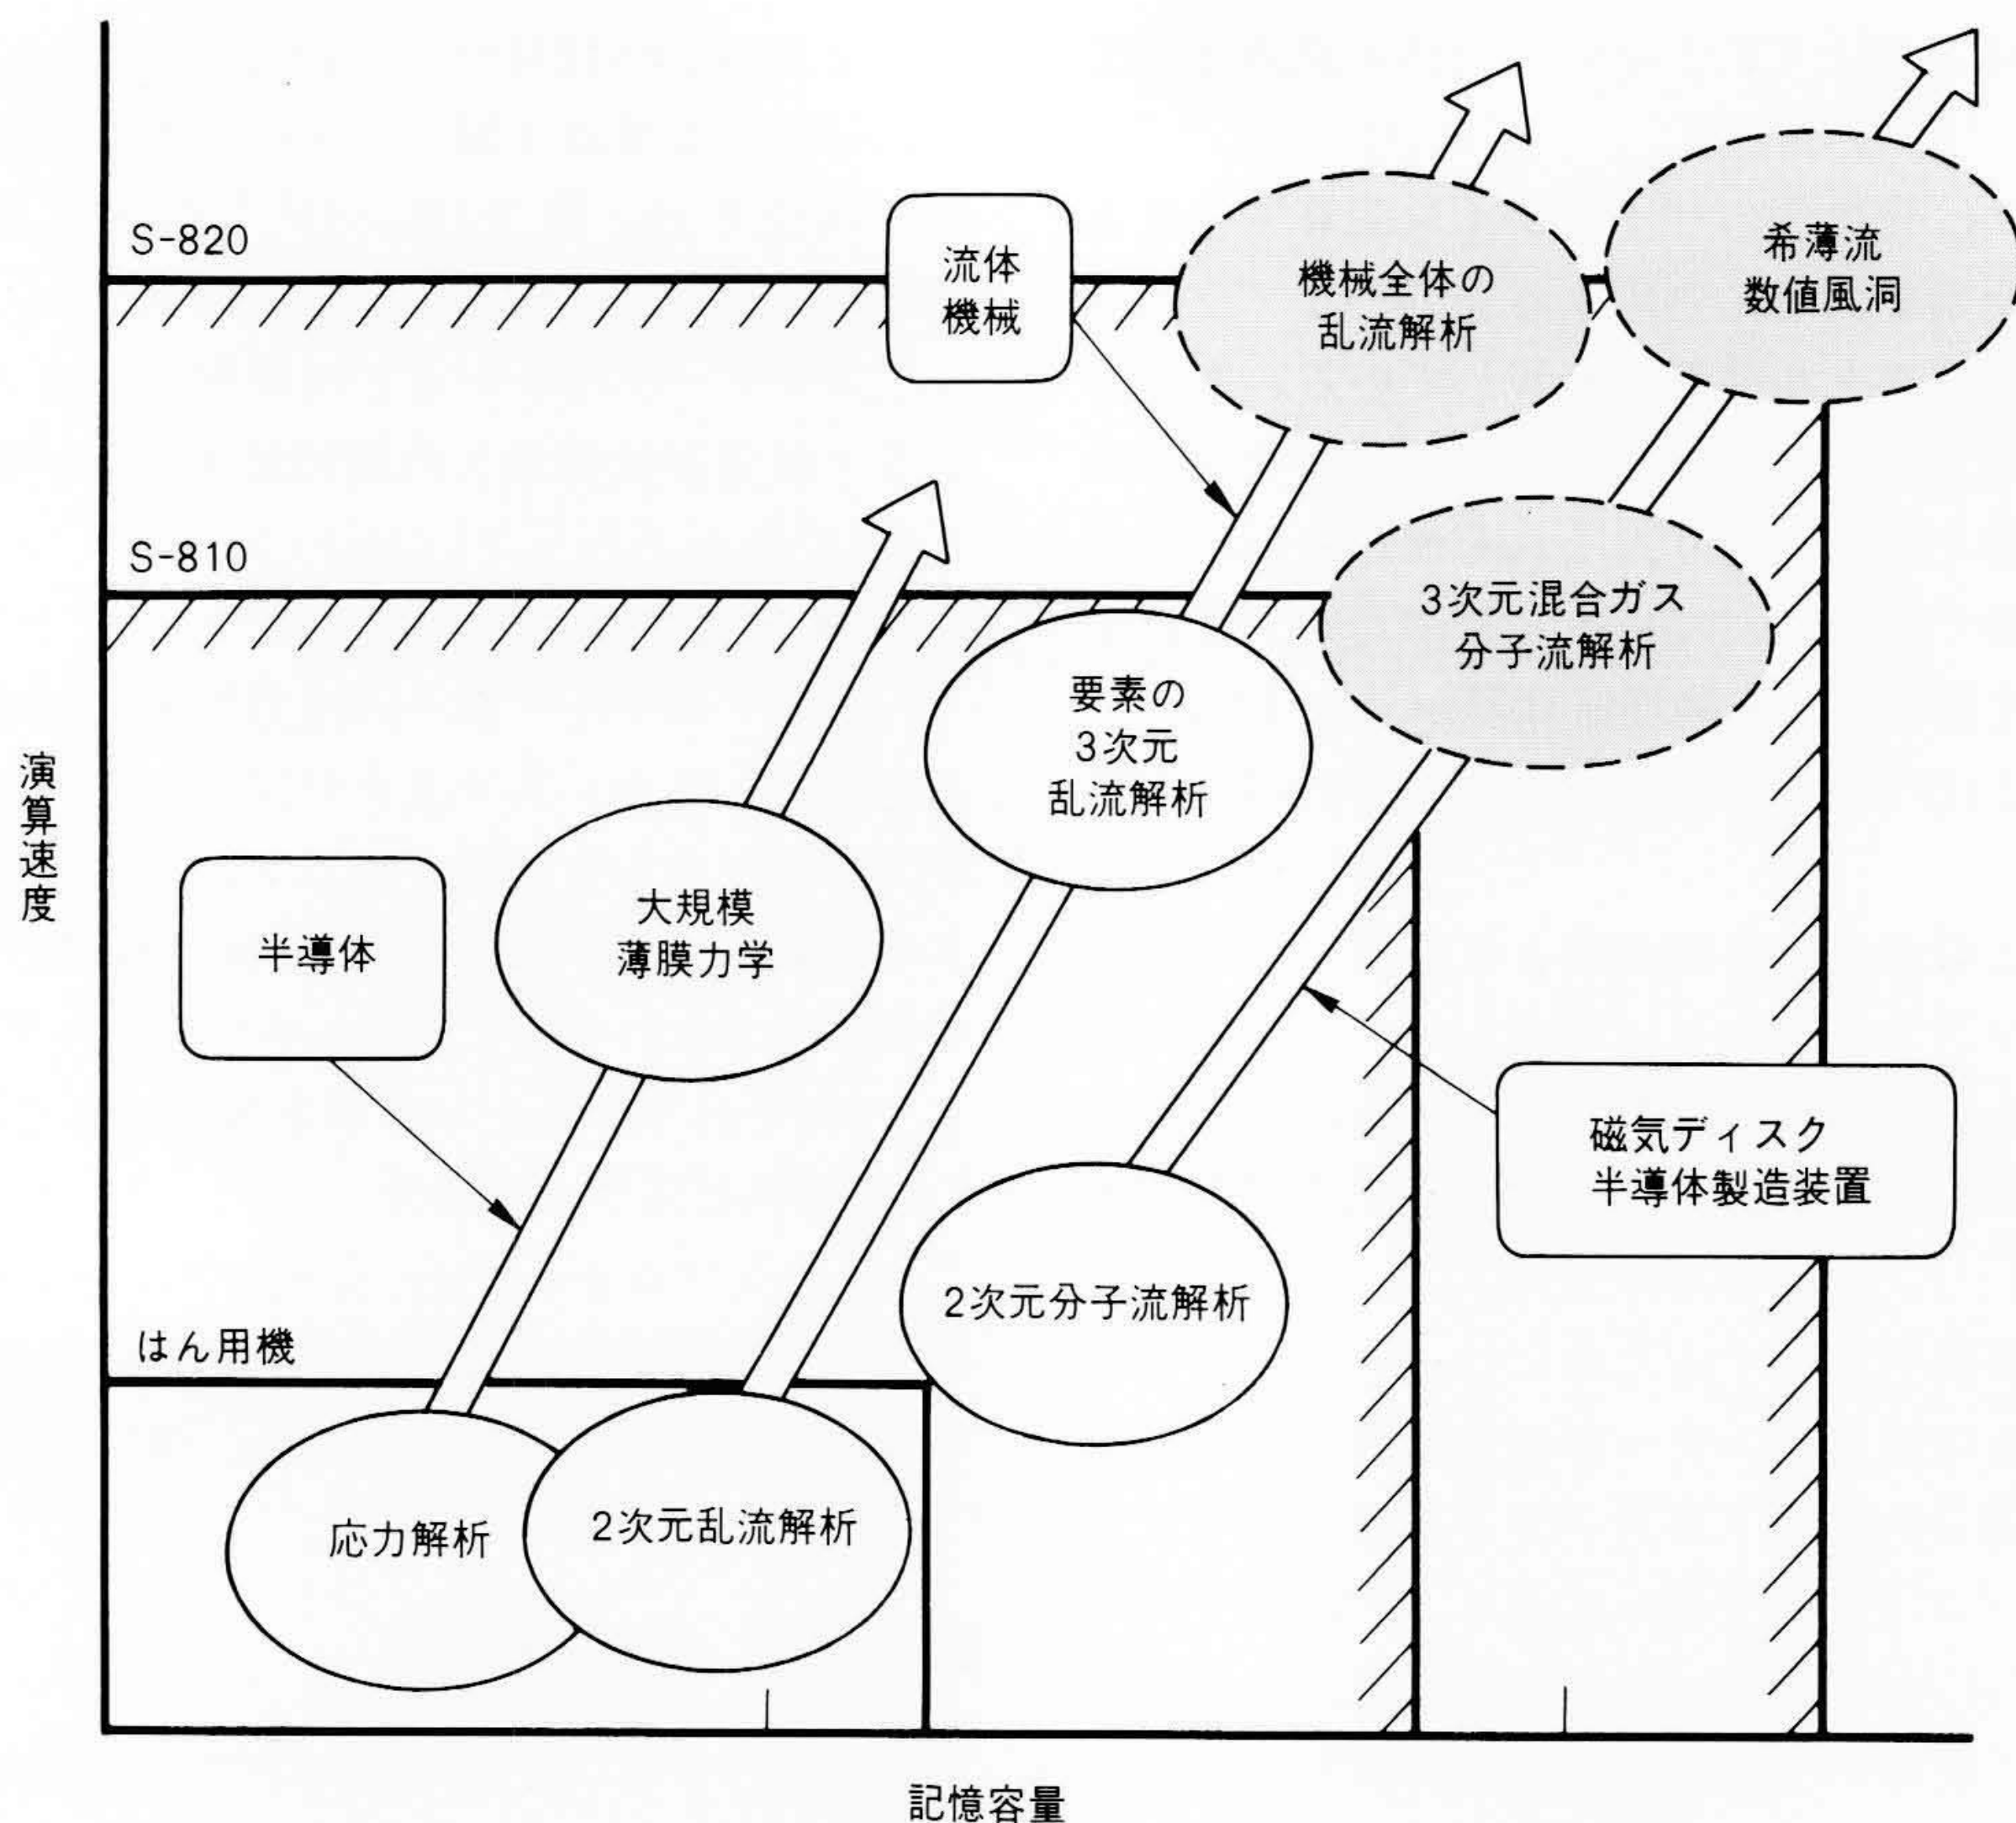 S-820
流体
機械
機械全体の
乱流解析
希薄流
数値風洞
S-810
3次元混合ガス
分子流解析
要素の
3次元
乱流解析
演算速度
半導体
大規模
薄膜力学
磁気ディスク
半導体製造装置
2次元分子流解析
はん用機
応力解析
2次元乱流解析
記憶容量